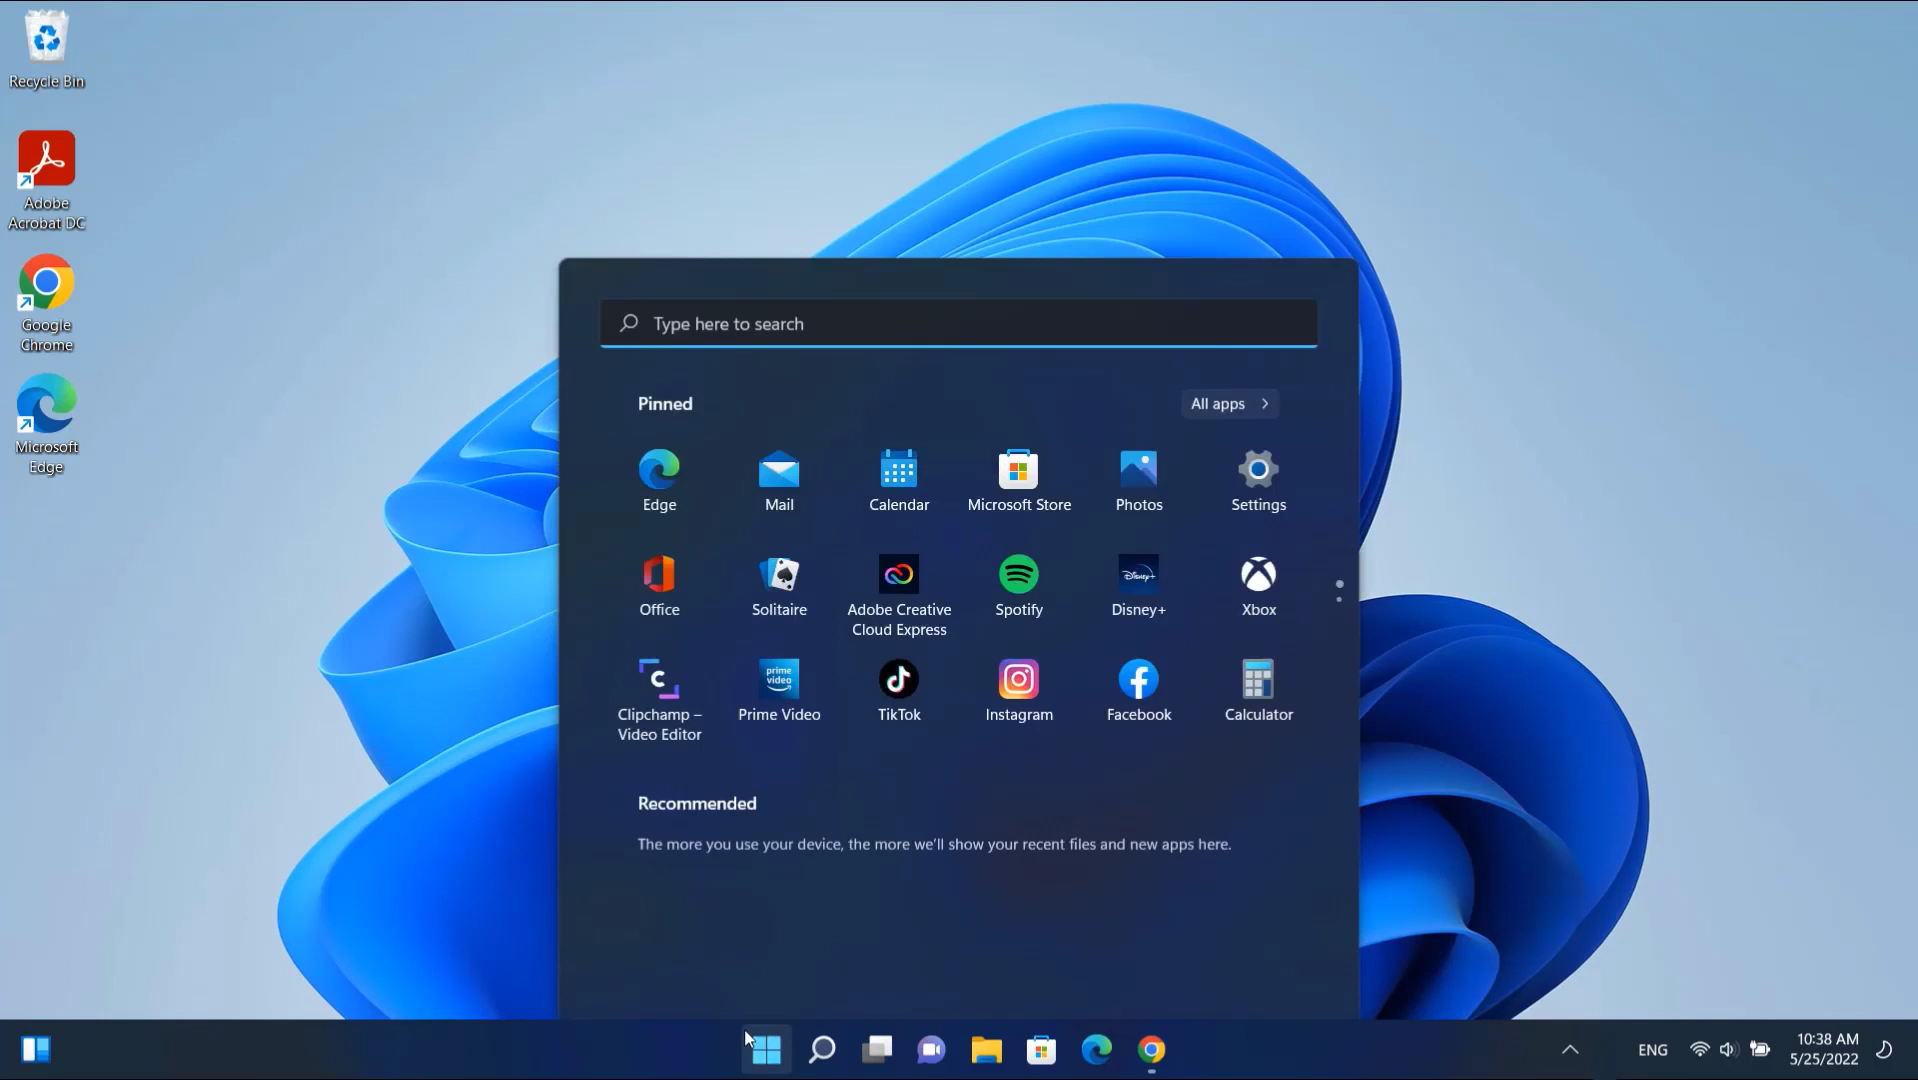 Recycle Bin
Adobe
Acrobat DC
Google
Chrome
Microsoft
Edge
Type here to search
Pinned
All apps
Edge
Mail
Calendar
Microsoft Store
Photos
Settings
Office
Solitaire
Adobe Creative
Cloud Express
Disney+
Spotify
Disney+
Xbox
C
prime
video
Clipchamp –
Video Editor
Prime Video
TikTok
Instagram
Facebook
Calculator
Recommended
The more you use your device, the more we'll show your recent files and new apps here.
ENG
10:38 AM
5/25/2022